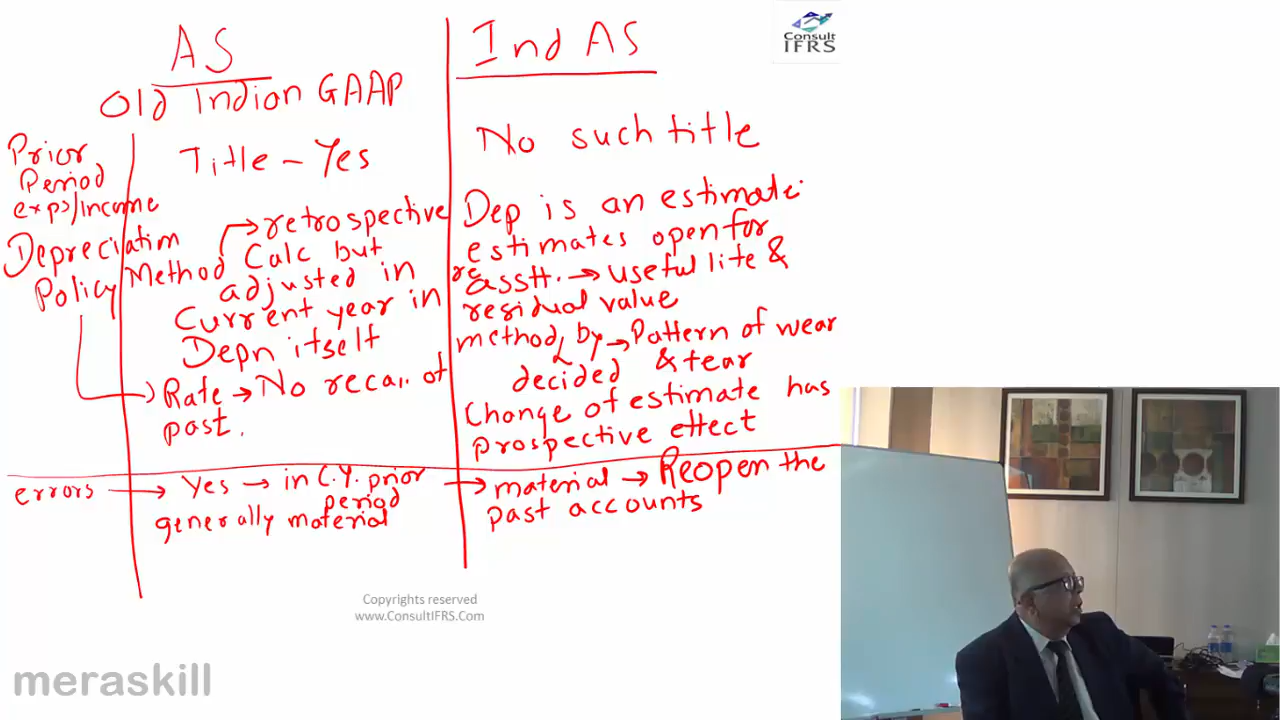 AS
Old Indian GAAP
Ind AS
Consult
IFRS
Prior
Period
exps/Income
Title - Yes
No such title
Depreciation
Policy
Method → retrospective
Calc but
adjusted in
Current year in
Depn itself
Rate → No recall. of
past.
Dep is an estimate
estimates open for
re
asstt. → useful life &
residual value
method, by → Pattern of wear
decided & tear
Change of estimate has
prospective effect
errors → Yes → in C.Y. prior
period
generally material
→ material → Reopen the
past accounts
Copyrights reserved
www.ConsultIFRS.Com
meraskill